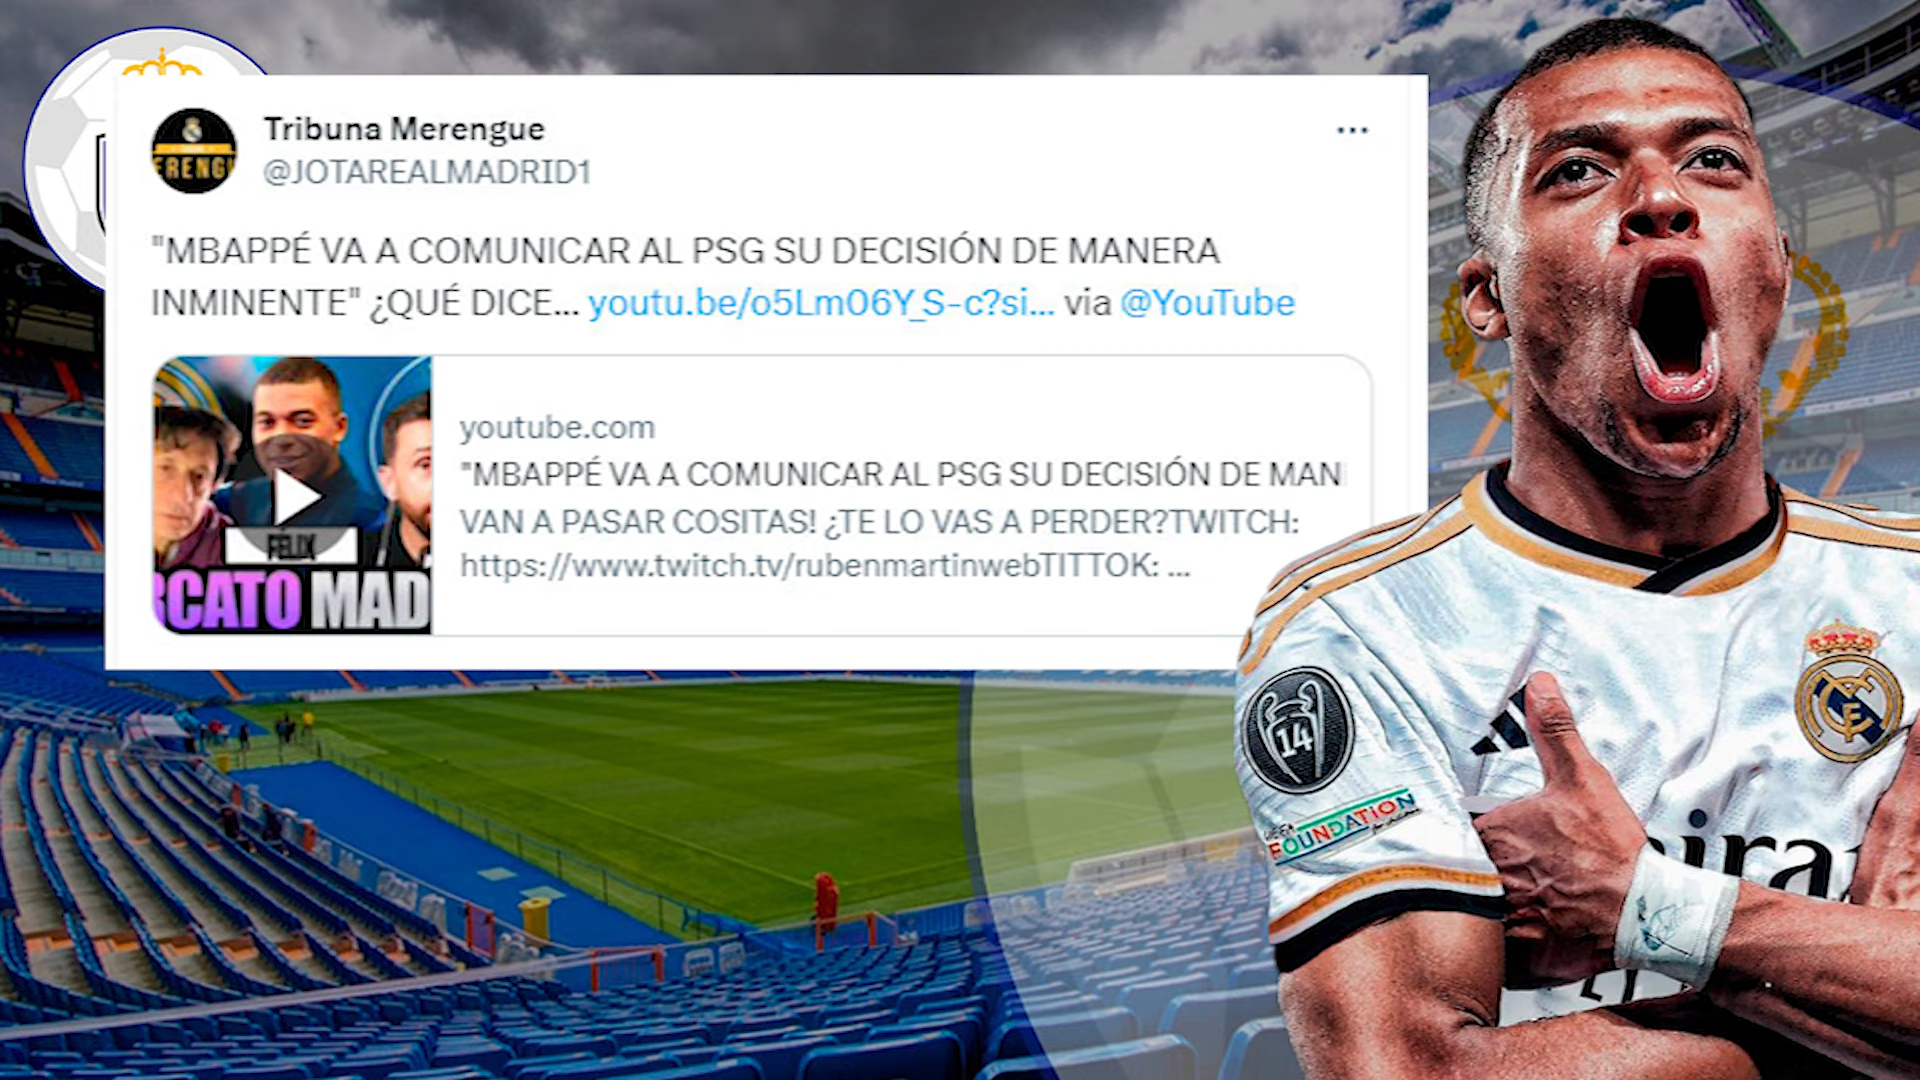 Tribuna Merengue
@JOTAREALMADRID1
"MBAPPÉ VA A COMUNICAR AL PSG SU DECISIÓN DE MANERA
INMINENTE" ¿QUÉ DICE... youtu.be/o5Lm06Y_S-c?si... via @YouTube
youtube.com
"MBAPPÉ VA A COMUNICAR AL PSG SU DECISIÓN DE MAN
VAN A PASAR COSITAS! ¿TE LO VAS A PERDER?TWITCH:
https://www.twitch.tv/rubenmartinwebTITTOK: ...
FELIX
CATO MAD
14
FOUNDATION